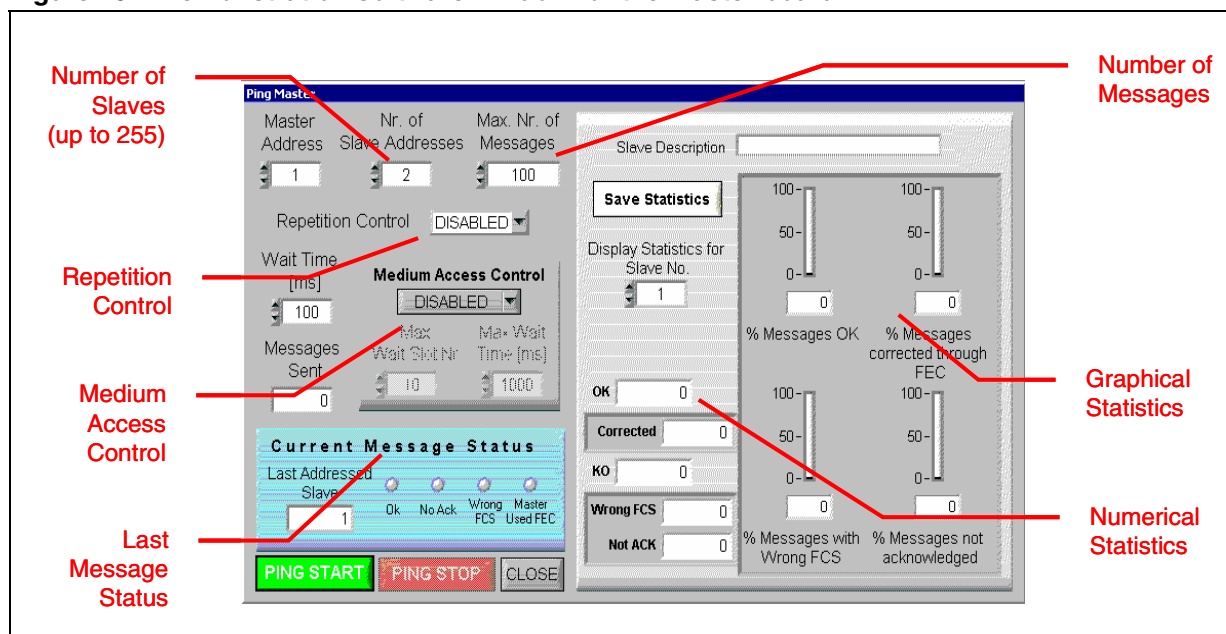 Number of
Slaves
(up to 255)
Repetition
Control
Medium
Access
Control
Last
Message
Status
Number of
Messages
Graphical
Statistics
Numerical
Statistics
Ping Master
Master
Address
1
Nr. of
Slave Addresses
2
Max. Nr. of
Messages
100
Repetition Control DISABLED
Wait Time
[ms]
100
Messages
Sent
0
Medium Access Control
DISABLED
Max
Wait Slot Nr
10
Max Wait
Time [ms]
1000
Current Message Status
Last Addressed
Slave
1
Ok
No Ack
Wrong
FCS
Master
Used FEC
PING START
PING STOP
CLOSE
Slave Description
Save Statistics
Display Statistics for
Slave No.
1
OK 0
Corrected 0
KO 0
Wrong FCS 0
Not ACK 0
100-
50-
0-
0
% Messages OK
100-
50-
0-
0
% Messages
corrected through
FEC
100-
50-
0-
0
% Messages with
Wrong FCS
100-
50-
0-
0
% Messages not
acknowledged